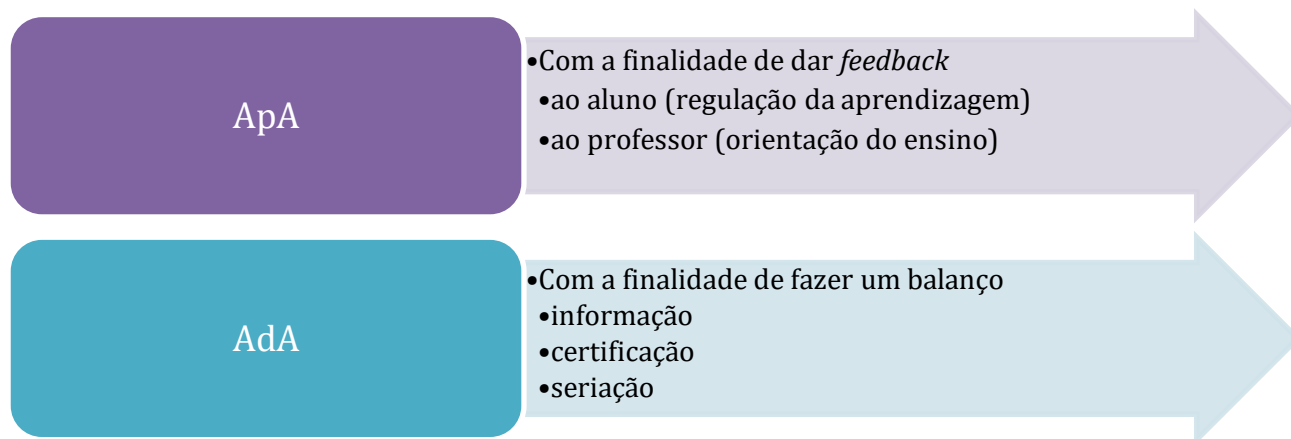 ApA
•Com a finalidade de dar feedback
•ao aluno (regulação da aprendizagem)
•ao professor (orientação do ensino)
AdA
•Com a finalidade de fazer um balanço
•informação
•certificação
•seriação